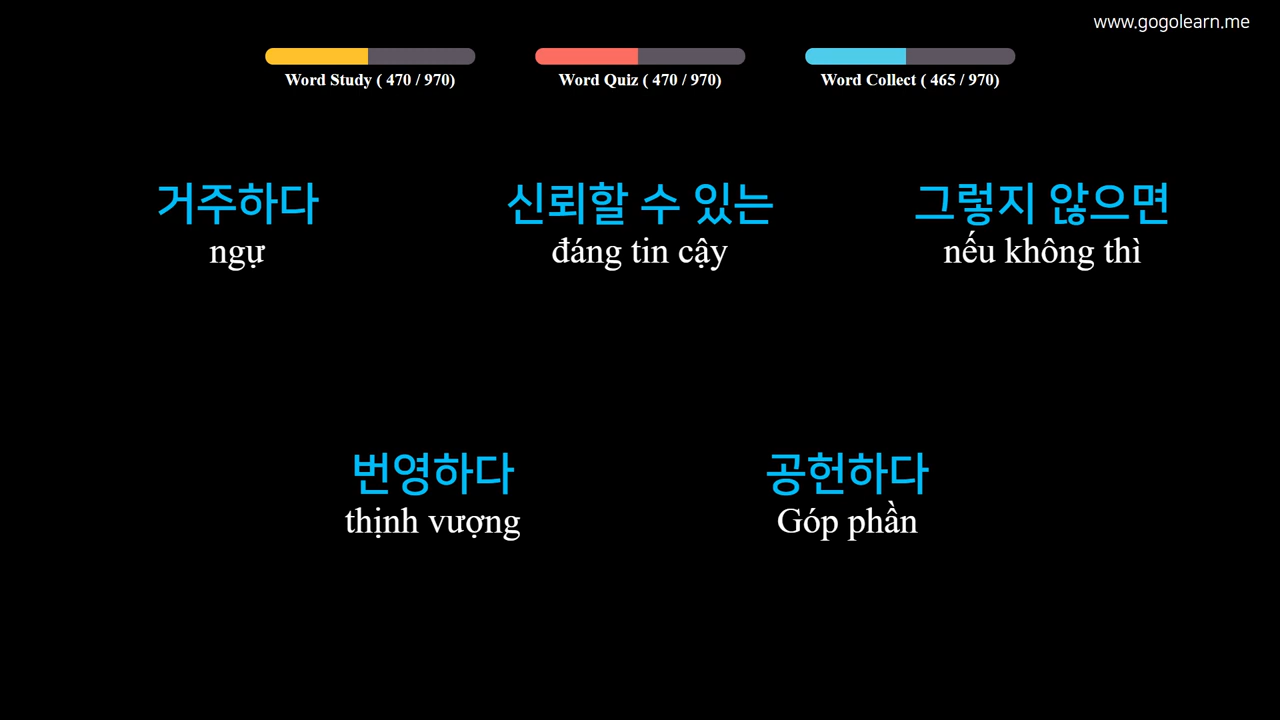 www.gogolearn.me
Word Study ( 470 / 970)
Word Quiz ( 470 / 970)
Word Collect ( 465 / 970)
거주하다
ngự
신뢰할 수 있는
đáng tin cậy
그렇지 않으면
nếu không thì
번영하다
thịnh vượng
공헌하다
Góp phần